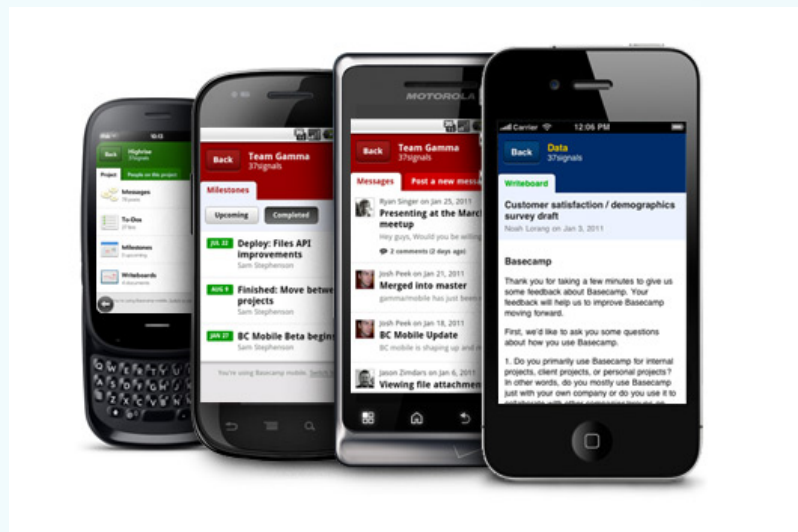 10:13
Back
Highrise
37signals
Project
People on this project
Messages
To-Dos
Milestones
Writeboards
Back
Team Gamma
37signals
Milestones
Upcoming
Completed
JUL 22
Deploy: Files API
improvements
Sam Stephenson
AUG 5
Finished: Move betwe
projects
Sam Stephenson
JAN 27
BC Mobile Beta begins
Sam Stephenson
You're using Basecamp mobile.
MOTOROLA
Back
Team Gamma
37signals
Messages
Post a new messa
Ryan Singer on Jan 25, 2011
Presenting at the March
meetup
Hey guys, Would you be willing
2 comments (2 days ago)
Josh Peek on Jan 21, 2011
Merged into master
gamma/mobile has just been
Josh Peek on Jan 18, 2011
BC Mobile Update
BC mobile is shaping up and
Jason Zimdars on Jan 6, 2011
Viewing file attachmen
Carrier
12:06 PM
Back
Data
37signals
Writeboard
Customer satisfaction / demographics
survey draft
Noah Lorang on Jan 3, 2011
Basecamp
Thank you for taking a few minutes to give us
some feedback about Basecamp. Your
feedback will help us to improve Basecamp
moving forward.
First, we'd like to ask you some questions
about how you use Basecamp.
1. Do you primarily use Basecamp for internal
projects, client projects, or personal projects?
In other words, do you mostly use Basecamp
just with your own company or do you use it to